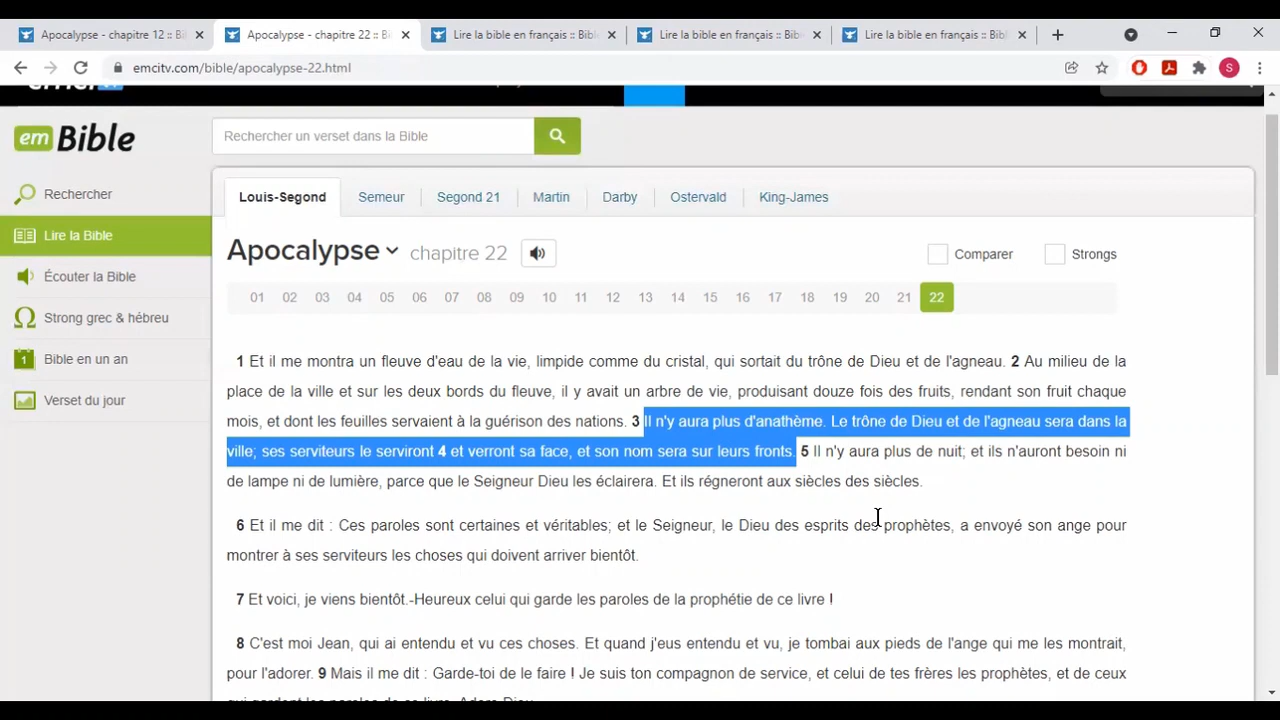 Apocalypse - chapitre 12 :: Bi
Apocalypse - chapitre 22 :: B
Lire la bible en français :: Bib
Lire la bible en français :: Bib
Lire la bible en français :: Bib
emcitv.com/bible/apocalypse-22.html
S
em Bible
Rechercher un verset dans la Bible
Rechercher
Lire la Bible
Écouter la Bible
Strong grec & hébreu
1 Bible en un an
Verset du jour
Louis-Segond Semeur Segond 21 Martin Darby Ostervald King-James
Apocalypse chapitre 22 Comparer Strongs
01 02 03 04 05 06 07 08 09 10 11 12 13 14 15 16 17 18 19 20 21 22
1 Et il me montra un fleuve d'eau de la vie, limpide comme du cristal, qui sortait du trône de Dieu et de l'agneau. 2 Au milieu de la
place de la ville et sur les deux bords du fleuve, il y avait un arbre de vie, produisant douze fois des fruits, rendant son fruit chaque
mois, et dont les feuilles servaient à la guérison des nations. 3 Il n'y aura plus d'anathème. Le trône de Dieu et de l'agneau sera dans la
ville; ses serviteurs le serviront 4 et verront sa face, et son nom sera sur leurs fronts. 5 Il n'y aura plus de nuit; et ils n'auront besoin ni
de lampe ni de lumière, parce que le Seigneur Dieu les éclairera. Et ils régneront aux siècles des siècles.
6 Et il me dit : Ces paroles sont certaines et véritables; et le Seigneur, le Dieu des esprits des prophètes, a envoyé son ange pour
montrer à ses serviteurs les choses qui doivent arriver bientôt.
7 Et voici, je viens bientôt.-Heureux celui qui garde les paroles de la prophétie de ce livre !
8 C'est moi Jean, qui ai entendu et vu ces choses. Et quand j'eus entendu et vu, je tombai aux pieds de l'ange qui me les montrait,
pour l'adorer. 9 Mais il me dit : Garde-toi de le faire ! Je suis ton compagnon de service, et celui de tes frères les prophètes, et de ceux
qui gardent les paroles de ce livre. Adore Dieu.